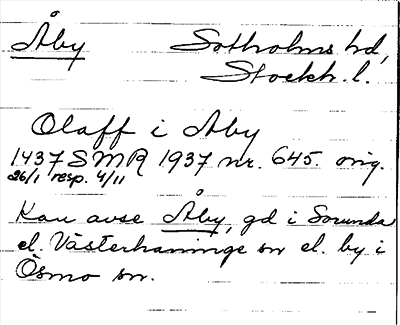 Åby Sotholms hd,
Stockh. l.
Olaff i Aby
1437 SMR 1937 nr. 645. orig.
26/1 resp. 4/11
Kan avse Åby, gd i Sorunda
el. Västerhaninge sn el. by i
Ösmo sn.